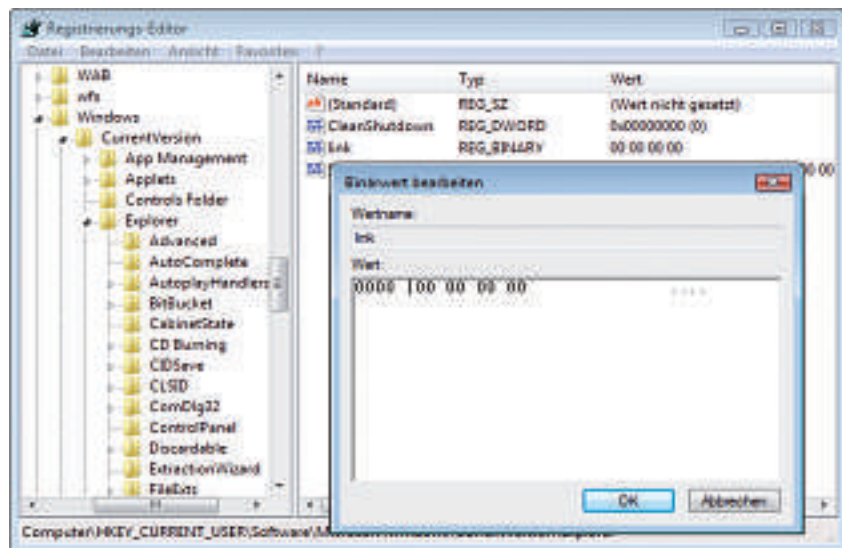 Registrierungs-Editor
Datei Bearbeiten Ansicht Favoriten ?
WAB
wfs
Windows
CurrentVersion
App Management
Applets
Controls Folder
Explorer
Advanced
AutoComplete
AutoplayHandlers
BitBucket
CabinetState
CD Burning
CIDSave
CLSID
ComDlg32
ControlPanel
Discardable
ExtractionWizard
FileExts
Name Typ Wert
ab (Standard) REG_SZ (Wert nicht gesetzt)
CleanShutdown REG_DWORD 0x00000000 (0)
link REG_BINARY 00 00 00 00
00 00
Binärwert bearbeiten
Wertname:
link
Wert:
0000 00 00 00 00 ....
OK Abbrechen
Computer\HKEY_CURRENT_USER\Software\